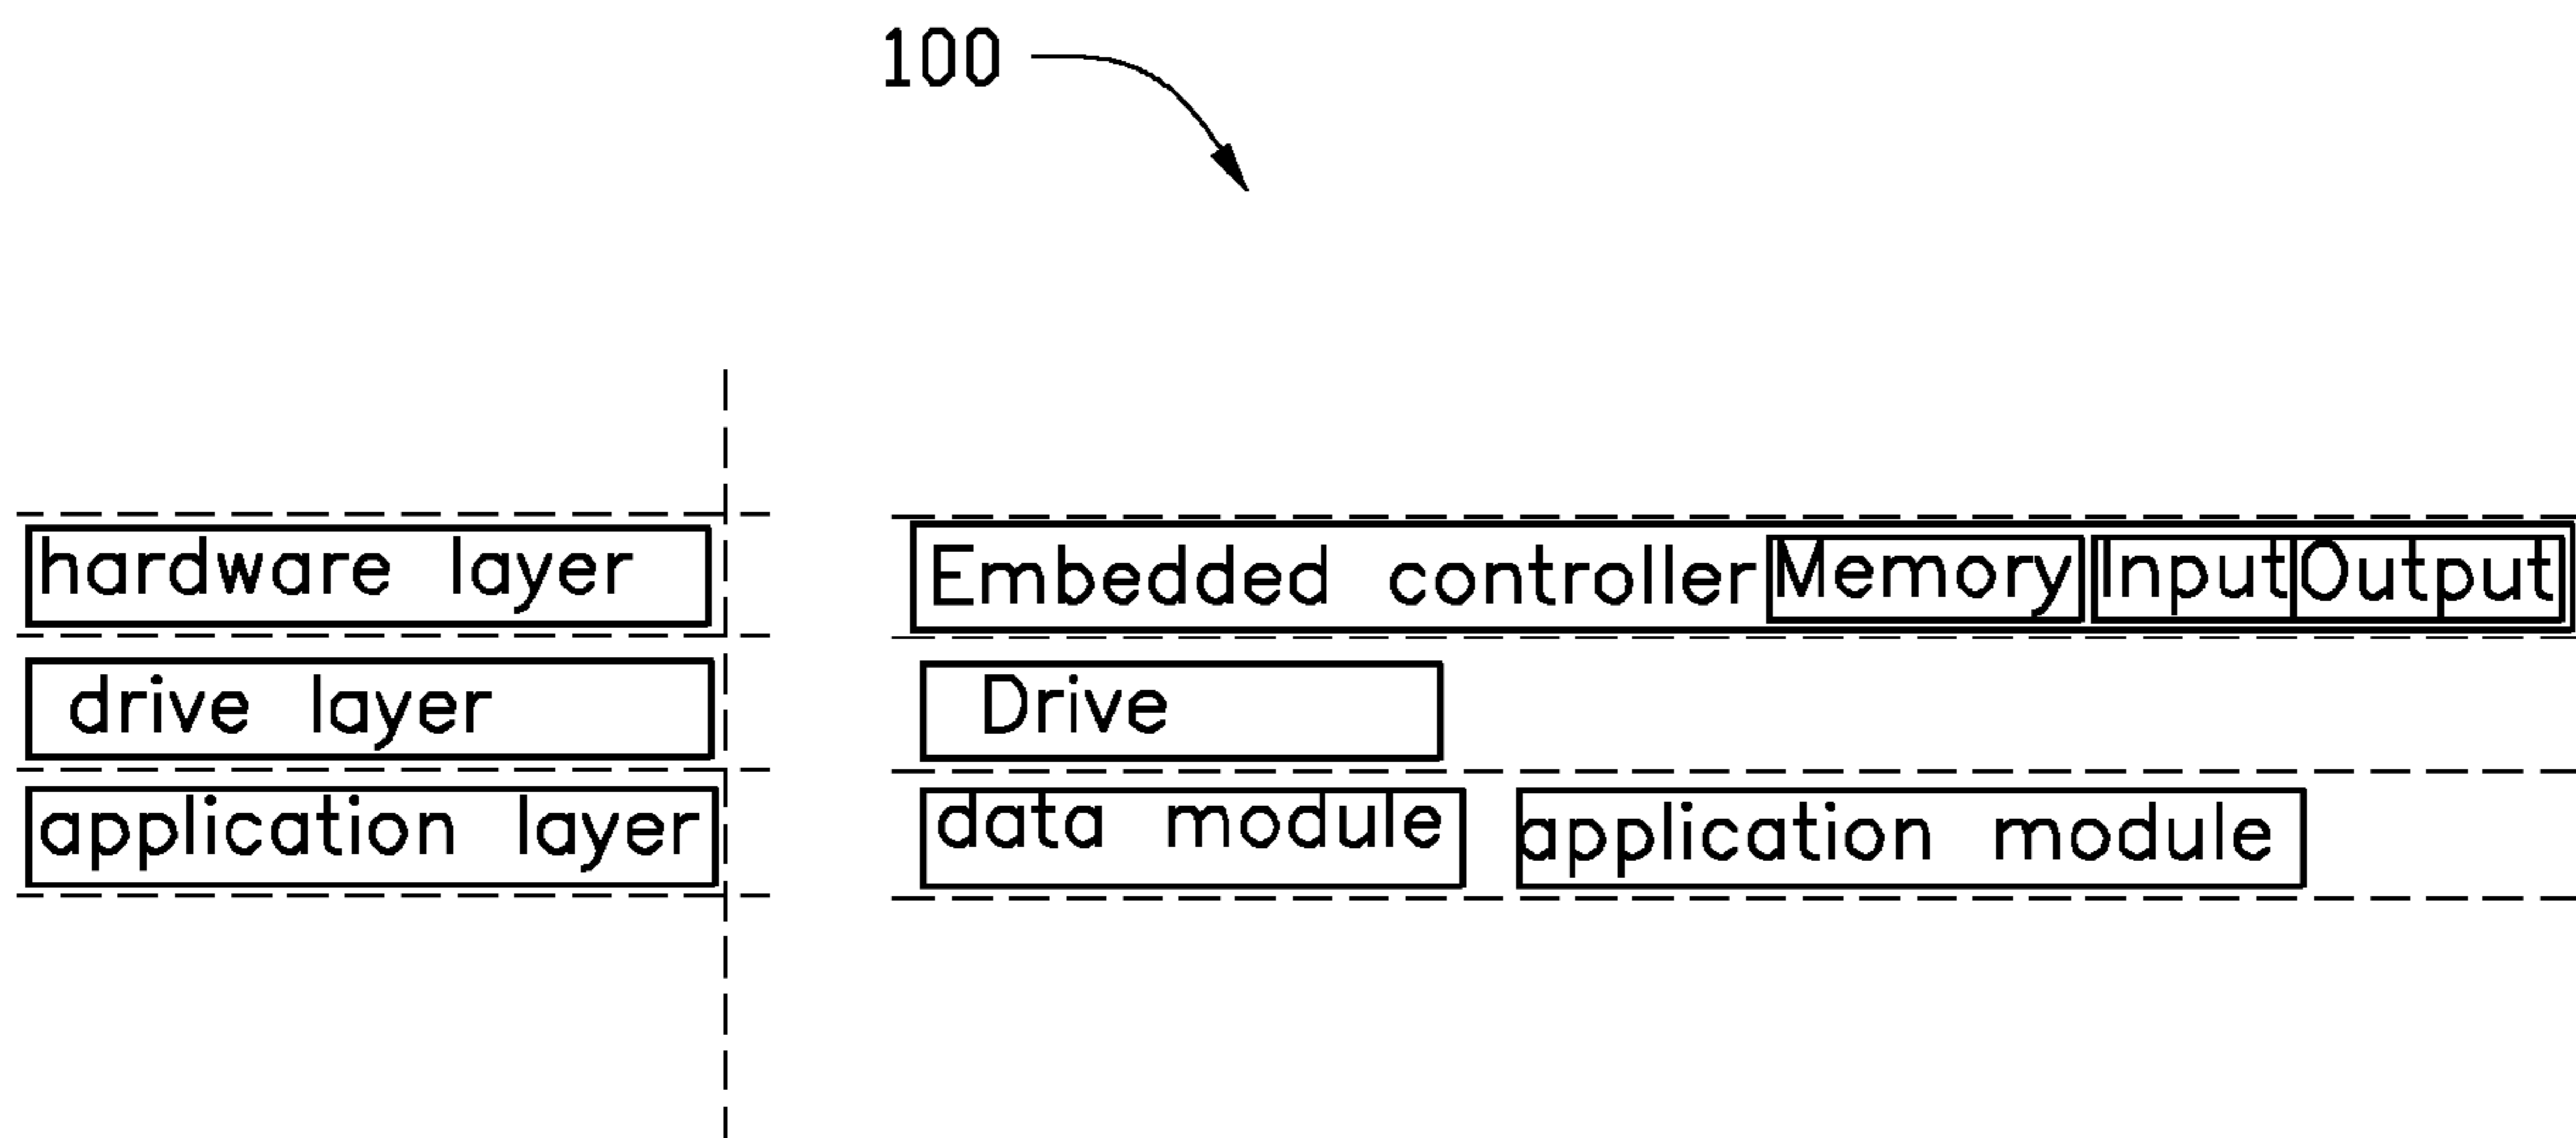 100
hardware layer Embedded controller Memory Input Output
drive layer Drive
application layer data module application module